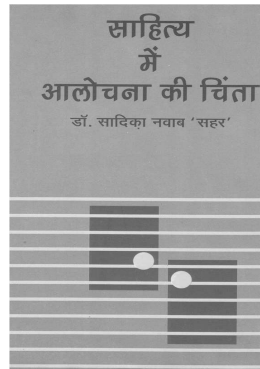 साहित्य
में
आलोचना की चिंता
डॉ. सादिक़ा नवाब 'सहर'